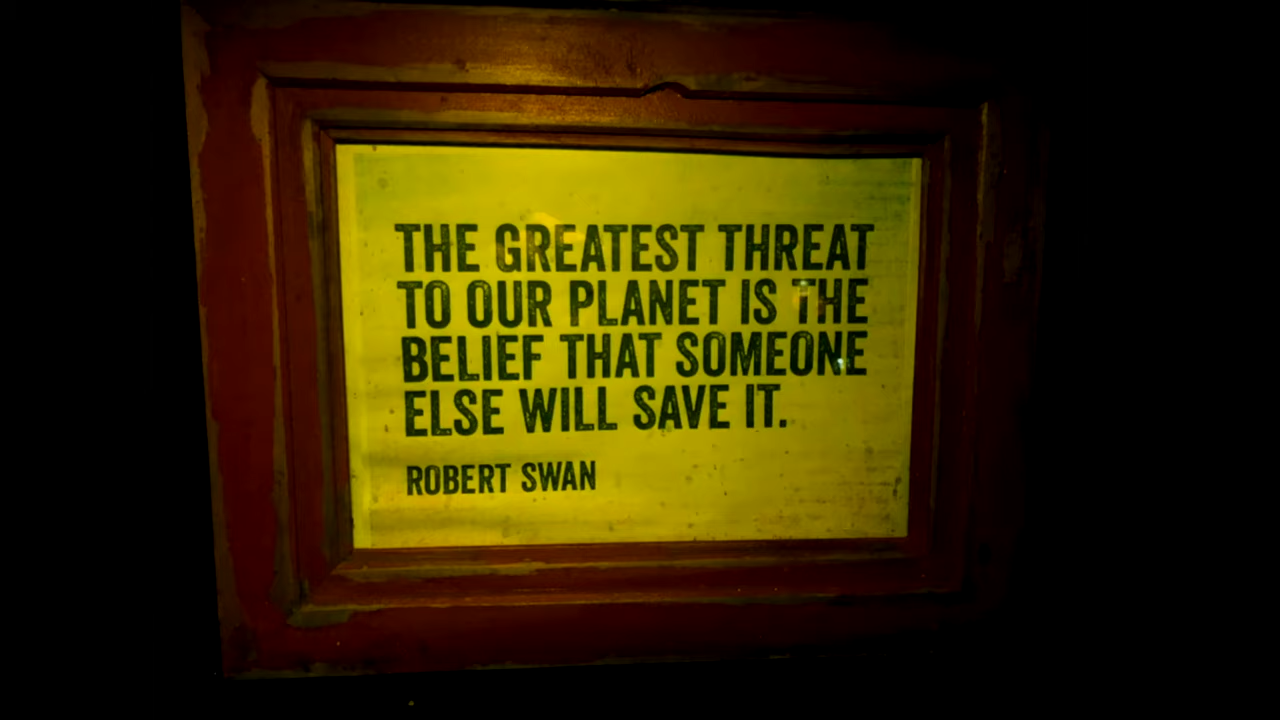 THE GREATEST THREAT
TO OUR PLANET IS THE
BELIEF THAT SOMEONE
ELSE WILL SAVE IT.
ROBERT SWAN